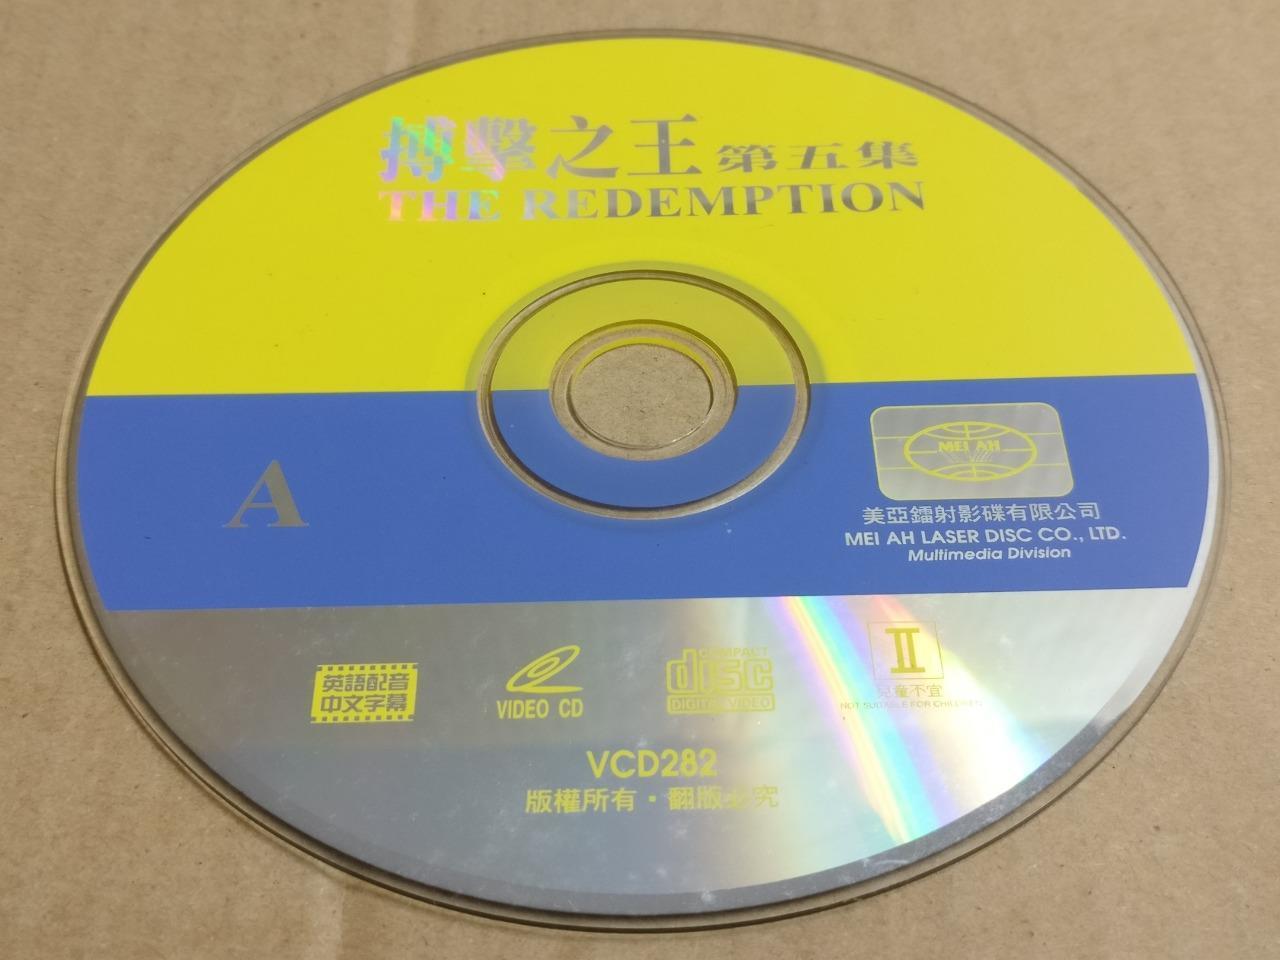 搏擊之王 第五集
THE REDEMPTION
A
MEI AH
美亞鐳射影碟有限公司
MEI AH LASER DISC CO., LTD.
Multimedia Division
英語配音
中文字幕
VIDEO CD
COMPACT
disc
DIGITAL VIDEO
II
兒童不宜
NOT SUITABLE FOR CHILDREN
VCD282
版權所有・翻版必究